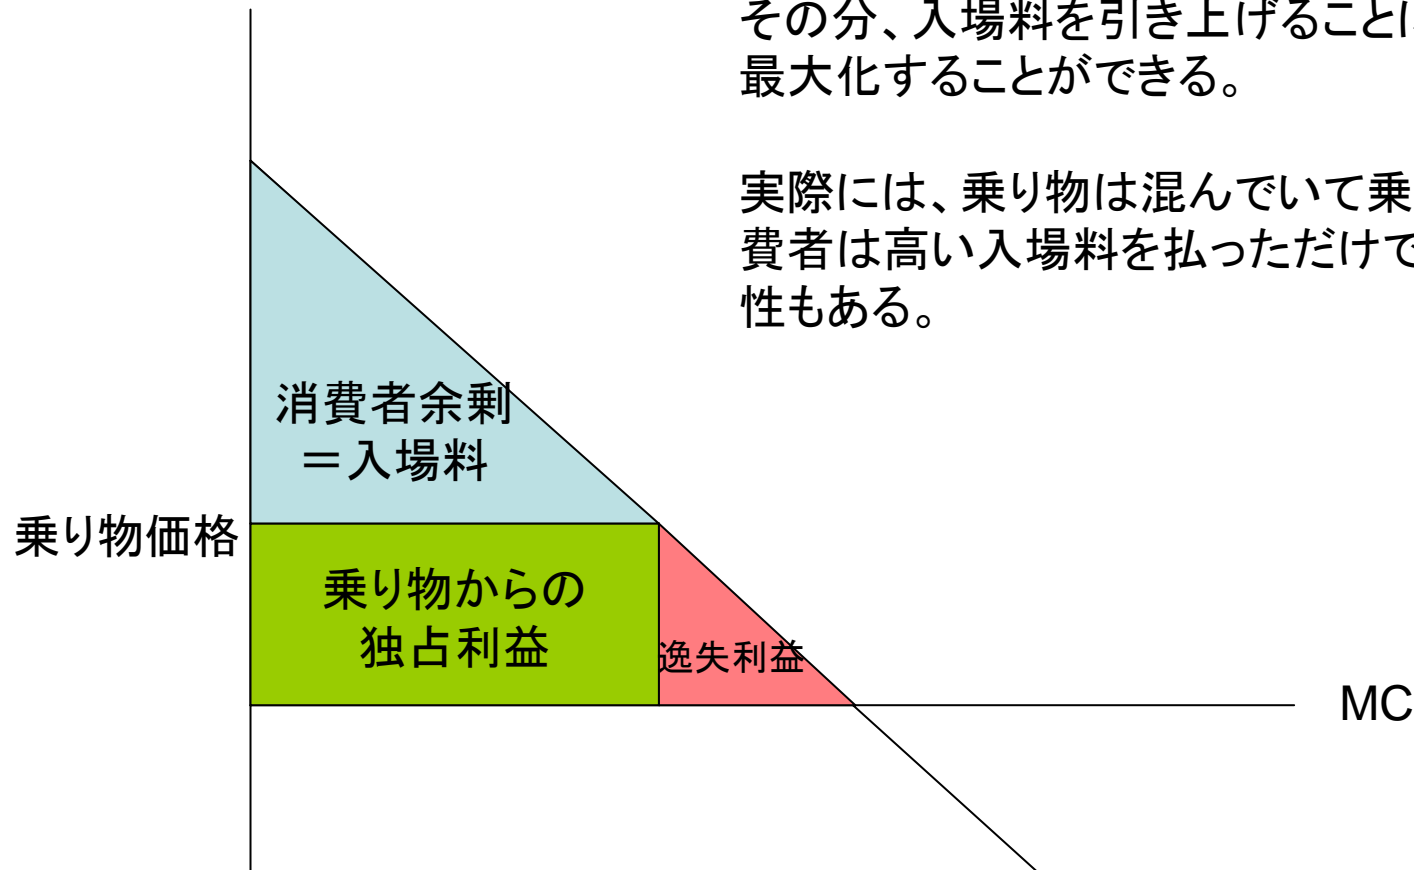 その分、入場料を引き上げることに
最大化することができる。
実際には、乗り物は混んでいて乗
費者は高い入場料を払っただけで
性もある。
消費者余剰
＝入場料
乗り物価格
乗り物からの
独占利益
逸失利益
MC